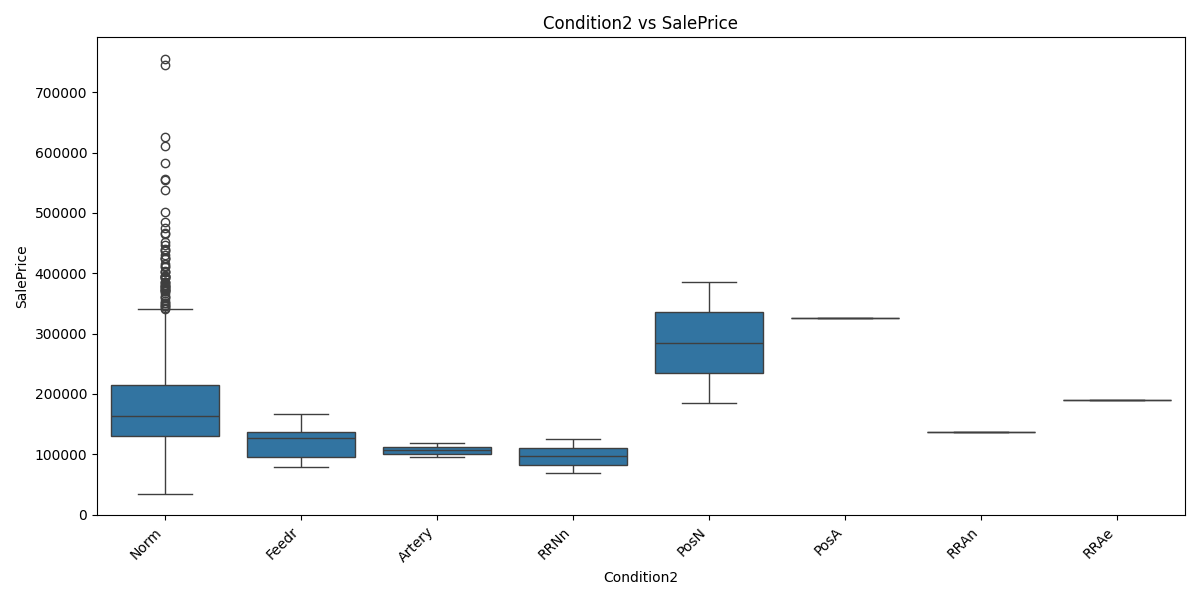 Condition2 vs SalePrice
SalePrice
700000
600000
500000
400000
300000
200000
100000
0
Norm
Feedr
Artery
RRNn
PosN
PosA
RRAn
RRAe
Condition2